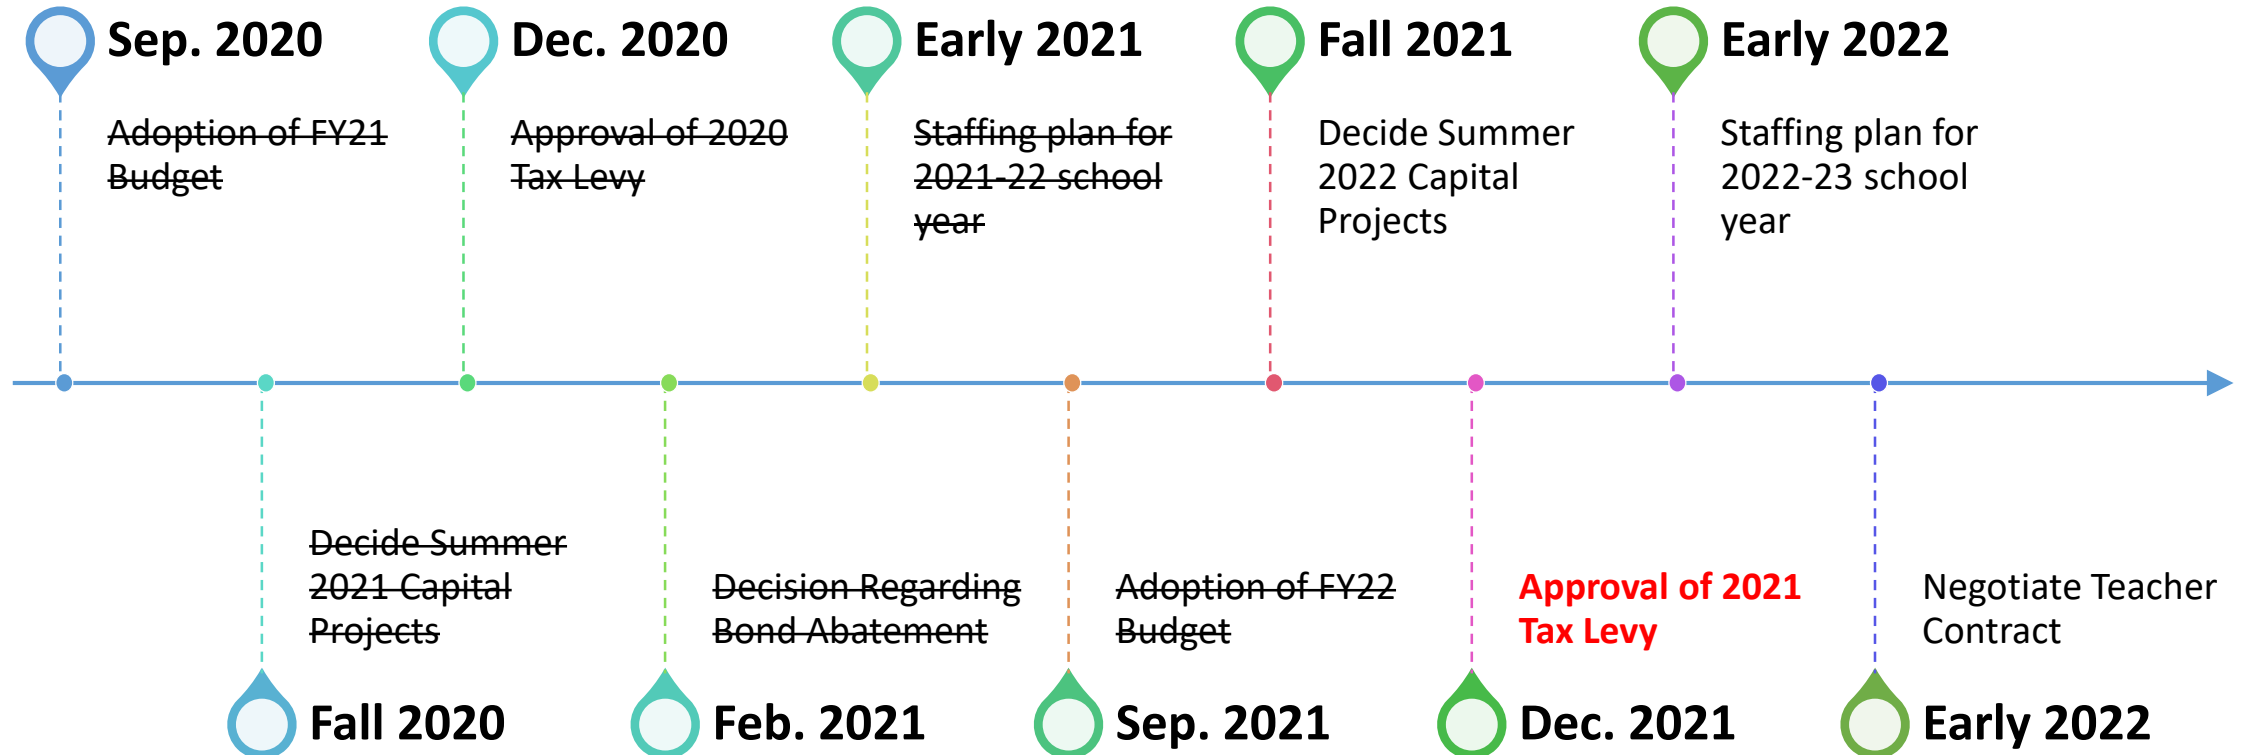 Sep. 2020
Adoption of FY21
Budget
Dec. 2020
Approval of 2020
Tax Levy
Early 2021
Staffing plan for
2021-22 school
year
Fall 2021
Decide Summer
2022 Capital
Projects
Early 2022
Staffing plan for
2022-23 school
year
Decide Summer
2021 Capital
Projects
Fall 2020
Decision Regarding
Bond Abatement
Feb. 2021
Adoption of FY22
Budget
Sep. 2021
Approval of 2021
Tax Levy
Dec. 2021
Negotiate Teacher
Contract
Early 2022